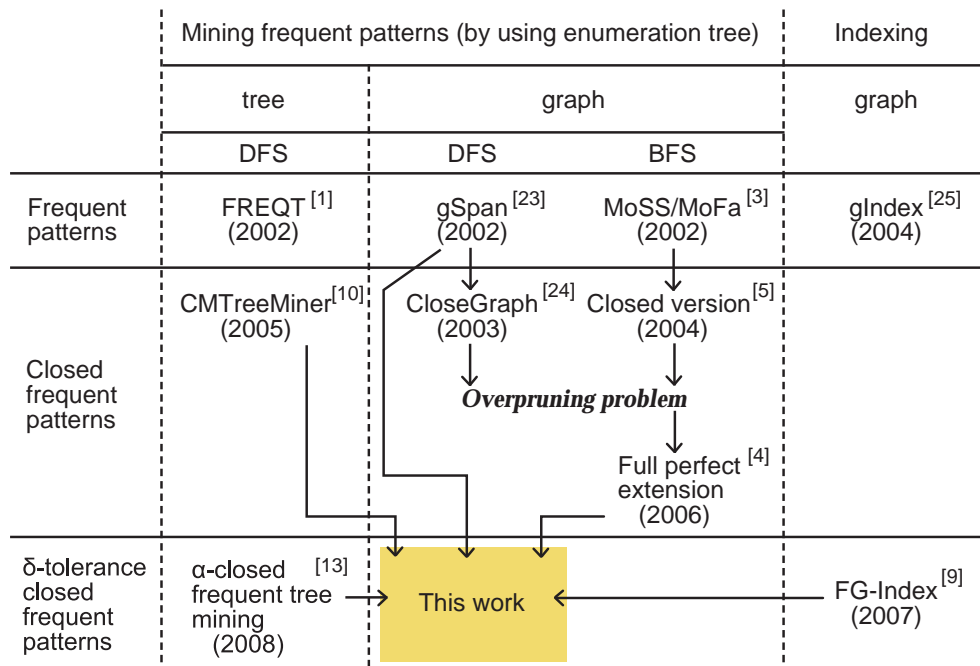 Mining frequent patterns (by using enumeration tree)
Indexing
tree
graph
graph
DFS
DFS
BFS
Frequent
patterns
FREQT [1]
(2002)
gSpan [23]
(2002)
MoSS/MoFa [3]
(2002)
gIndex [25]
(2004)
Closed
frequent
patterns
CMTreeMiner [10]
(2005)
CloseGraph [24]
(2003)
Closed version [5]
(2004)
Overpruning problem
Full perfect [4]
extension
(2006)
δ-tolerance
closed
frequent
patterns
α-closed [13]
frequent tree
mining
(2008)
This work
FG-Index [9]
(2007)